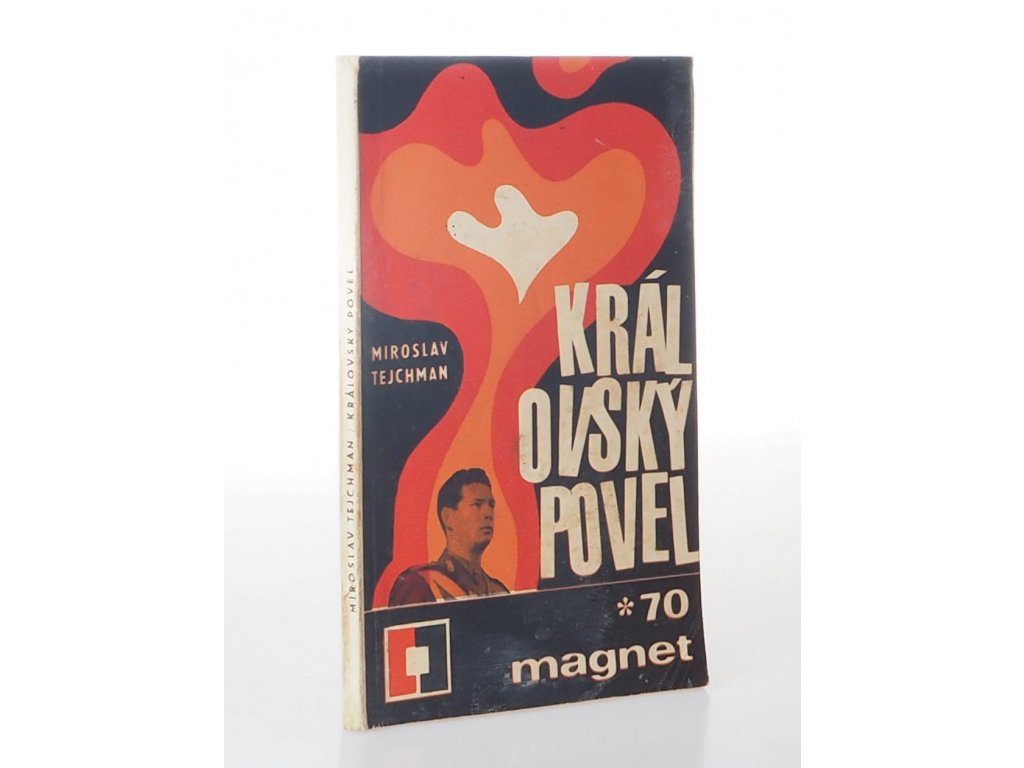 MIROSLAV TEJCHMAN / KRÁLOVSKÝ POVEL
MIROSLAV
TEJCHMAN
KRÁL
OVSKÝ
POVEL
*70
magnet